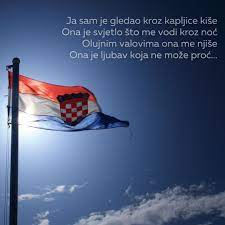 Ja sam je gledao kroz kapljice kiše
Ona je svjetlo što me vodi kroz noć
Olujnim valovima ona me njiše
Ona je ljubav koja ne može proć...